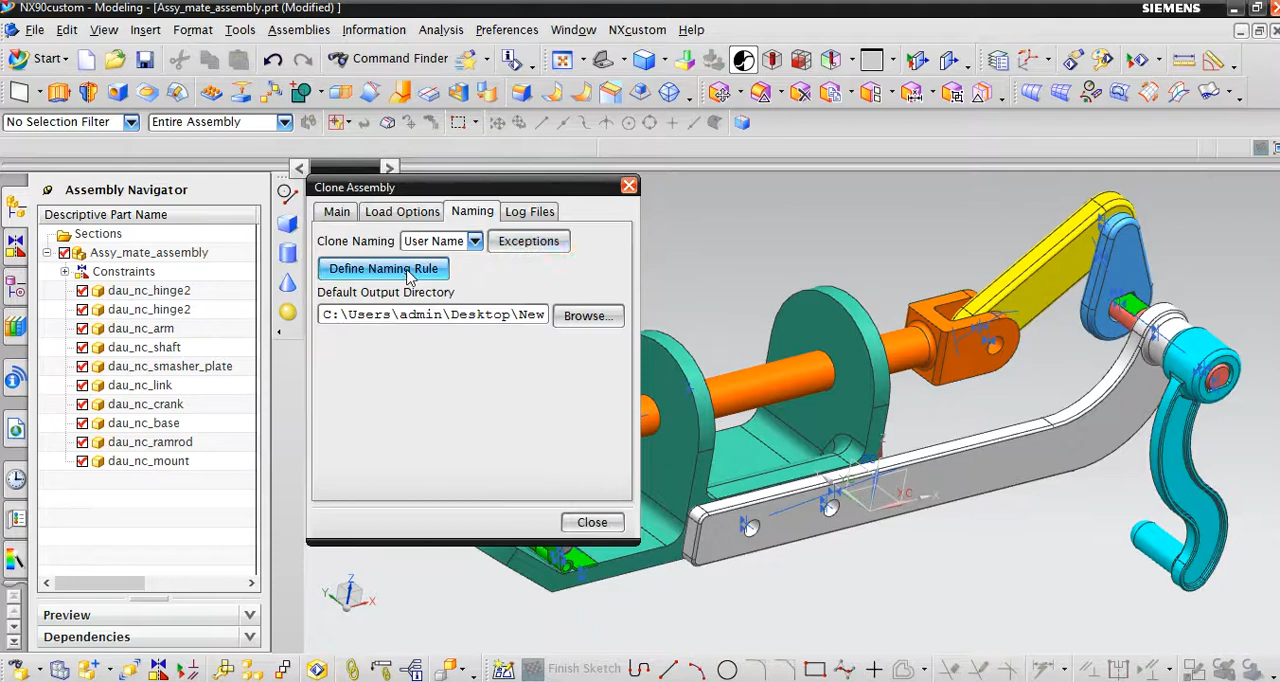 NX90custom - Modeling - [Assy_mate_assembly.prt (Modified) ]
SIEMENS
File Edit View Insert Format Tools Assemblies Information Analysis Preferences Window NXcustom Help
Start Command Finder
No Selection Filter Entire Assembly
Assembly Navigator
Descriptive Part Name
Sections
Assy_mate_assembly
Constraints
dau_nc_hinge2
dau_nc_hinge2
dau_nc_arm
dau_nc_shaft
dau_nc_smasher_plate
dau_nc_link
dau_nc_crank
dau_nc_base
dau_nc_ramrod
dau_nc_mount
Preview
Dependencies
Clone Assembly
Main Load Options Naming Log Files
Clone Naming User Name Exceptions
Define Naming Rule
Default Output Directory
C:\Users\admin\Desktop\New Browse...
Close
XC
X
Z
Y
X
Finish Sketch